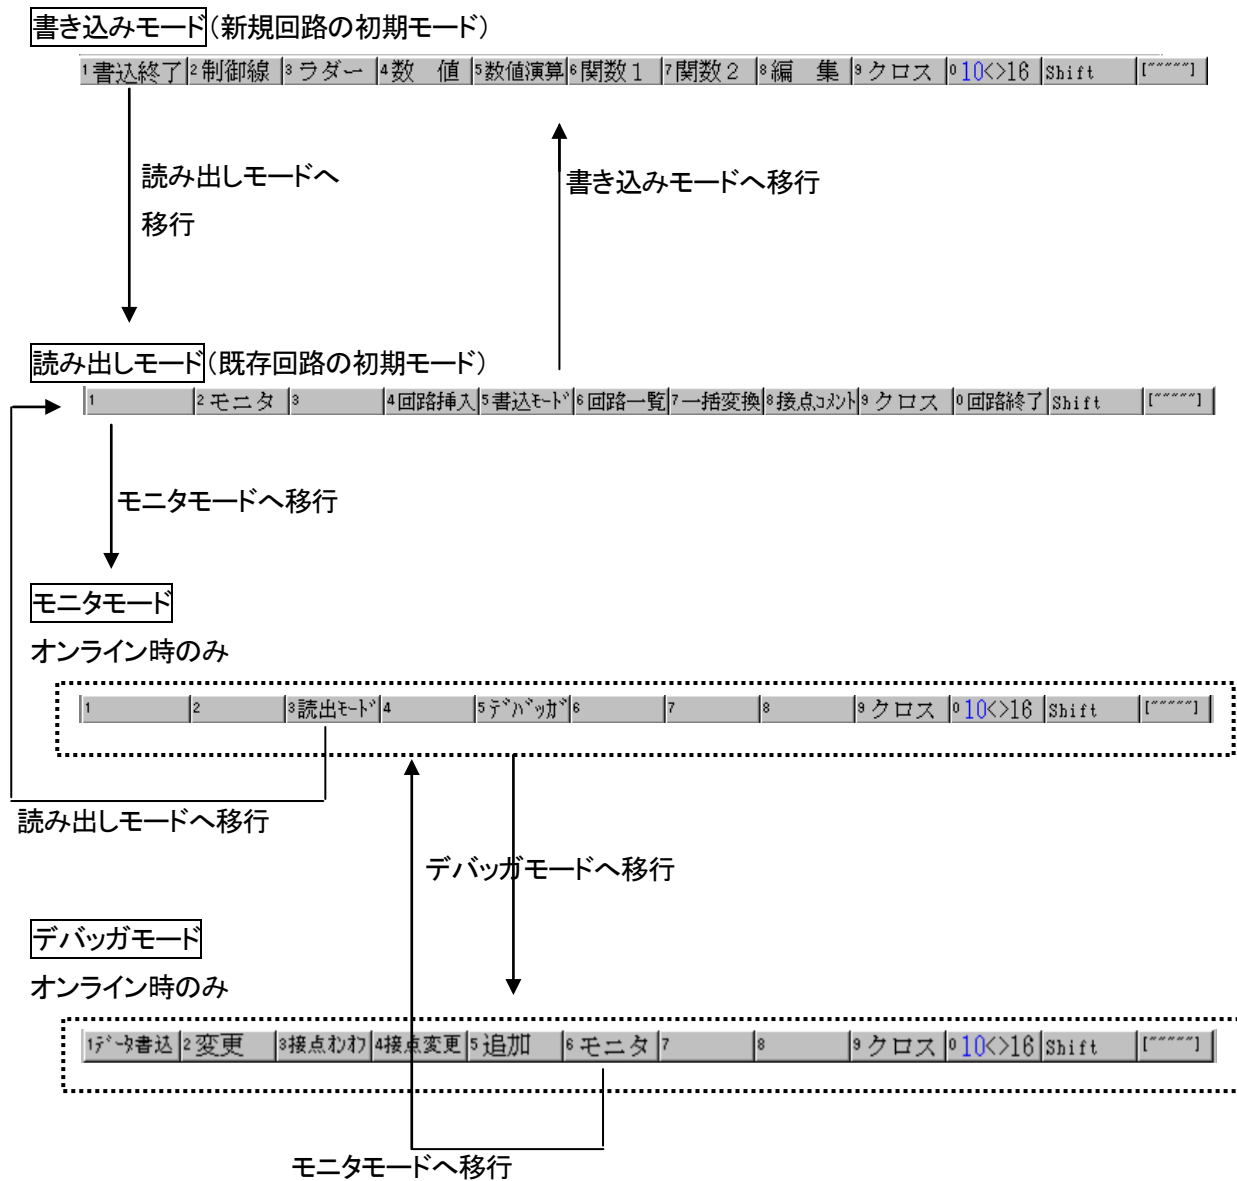 書き込みモード(新規回路の初期モード)
1書込終了 2制御線 3ラダー 4数　値 5数値演算 6関数1 7関数2 8編　集 9クロス 0 10<>16 Shift [~~~~~]
読み出しモードへ
移行
書き込みモードへ移行
読み出しモード(既存回路の初期モード)
1 2モニタ 3 4回路挿入 5書込ﾓｰﾄﾞ 6回路一覧 7一括変換 8接点ｺﾒﾝﾄ 9クロス 0回路終了 Shift [~~~~~]
モニタモードへ移行
モニタモード
オンライン時のみ
1 2 3読出ﾓｰﾄﾞ 4 5ﾃﾞﾊﾞｯｶﾞ 6 7 8 9クロス 0 10<>16 Shift [~~~~~]
読み出しモードへ移行
デバッガモードへ移行
デバッガモード
オンライン時のみ
1ﾃﾞｰﾀ書込 2変更 3接点ｵﾝｵﾌ 4接点変更 5追加 6モニタ 7 8 9クロス 0 10<>16 Shift [~~~~~]
モニタモードへ移行